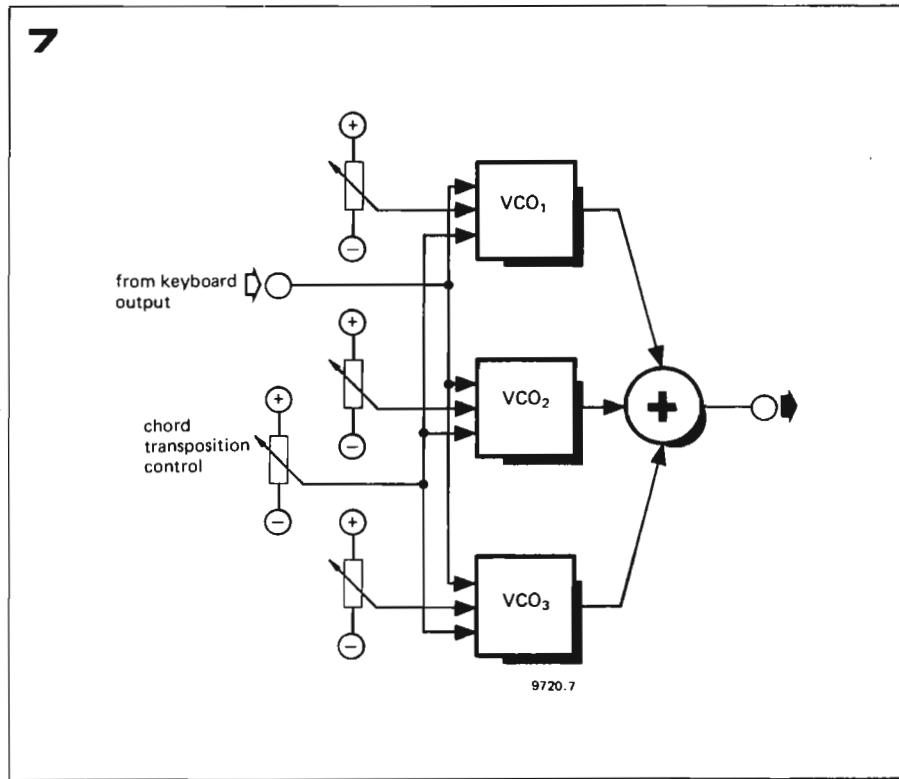 7
+
−
VCO₁
from keyboard
output
+
−
VCO₂
+
chord
transposition
control
+
−
−
+
−
VCO₃
9720.7